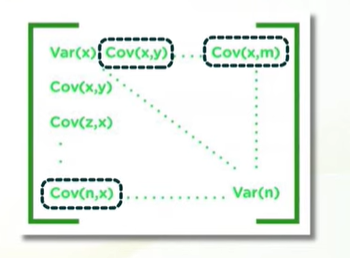 Var(x) Cov(x,y) ... Cov(x,m)
Cov(x,y)
Cov(z,x)
Cov(n,x) Var(n)